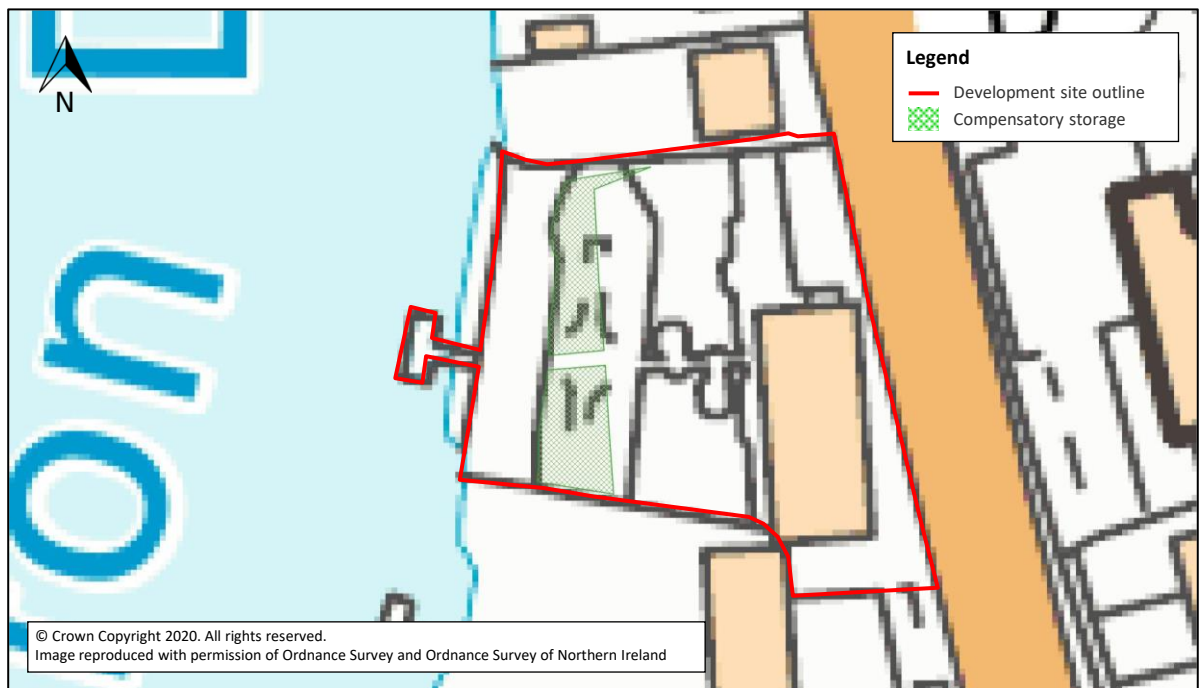 N
Legend
Development site outline
Compensatory storage
on
© Crown Copyright 2020. All rights reserved.
Image reproduced with permission of Ordnance Survey and Ordnance Survey of Northern Ireland